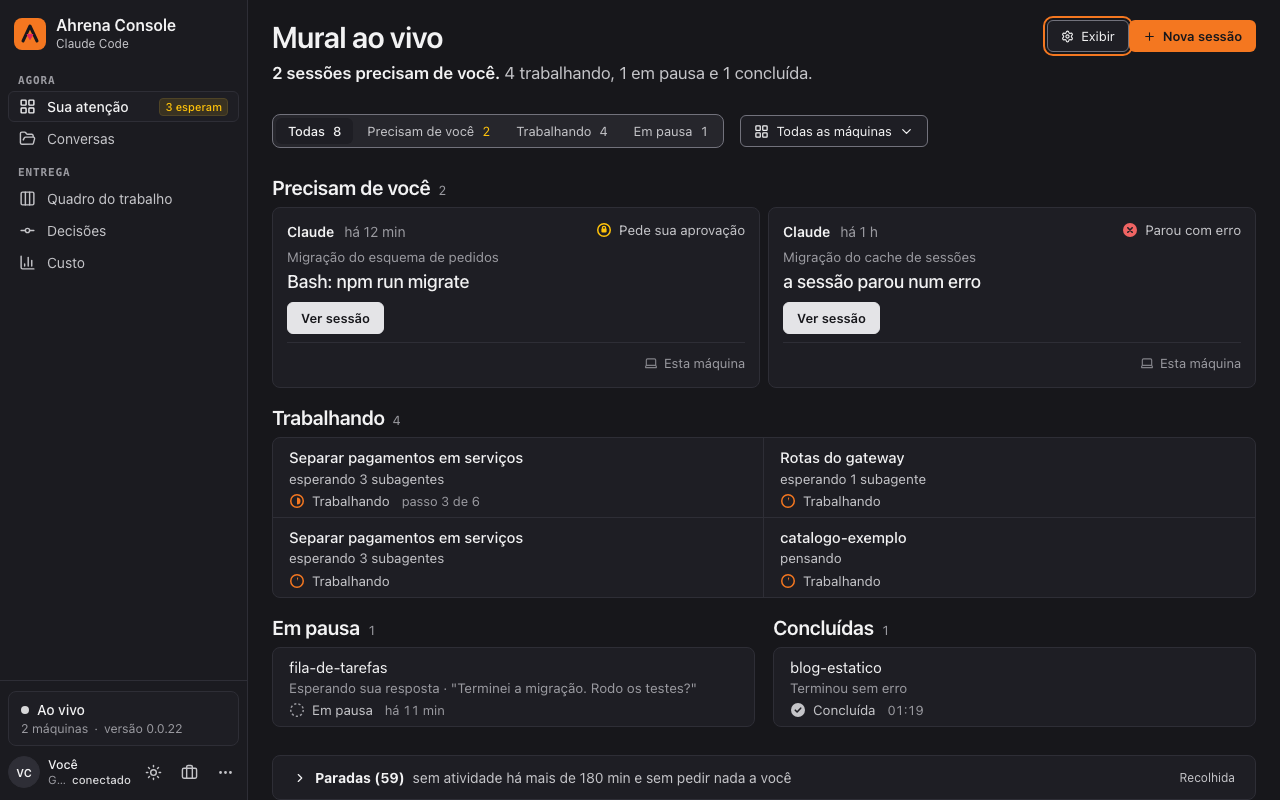 Ahrena Console
Claude Code
AGORA
Sua atenção 3 esperam
Conversas
ENTREGA
Quadro do trabalho
Decisões
Custo
Ao vivo
2 máquinas · versão 0.0.22
VC Você
G... conectado
Mural ao vivo
Exibir
+ Nova sessão
2 sessões precisam de você. 4 trabalhando, 1 em pausa e 1 concluída.
Todas 8 Precisam de você 2 Trabalhando 4 Em pausa 1
Todas as máquinas
Precisam de você 2
Claude há 12 min Pede sua aprovação
Migração do esquema de pedidos
Bash: npm run migrate
Ver sessão
Esta máquina
Claude há 1 h Parou com erro
Migração do cache de sessões
a sessão parou num erro
Ver sessão
Esta máquina
Trabalhando 4
Separar pagamentos em serviços
esperando 3 subagentes
Trabalhando passo 3 de 6
Rotas do gateway
esperando 1 subagente
Trabalhando
Separar pagamentos em serviços
esperando 3 subagentes
Trabalhando
catalogo-exemplo
pensando
Trabalhando
Em pausa 1
fila-de-tarefas
Esperando sua resposta · "Terminei a migração. Rodo os testes?"
Em pausa há 11 min
Concluídas 1
blog-estatico
Terminou sem erro
Concluída 01:19
Paradas (59) sem atividade há mais de 180 min e sem pedir nada a você Recolhida